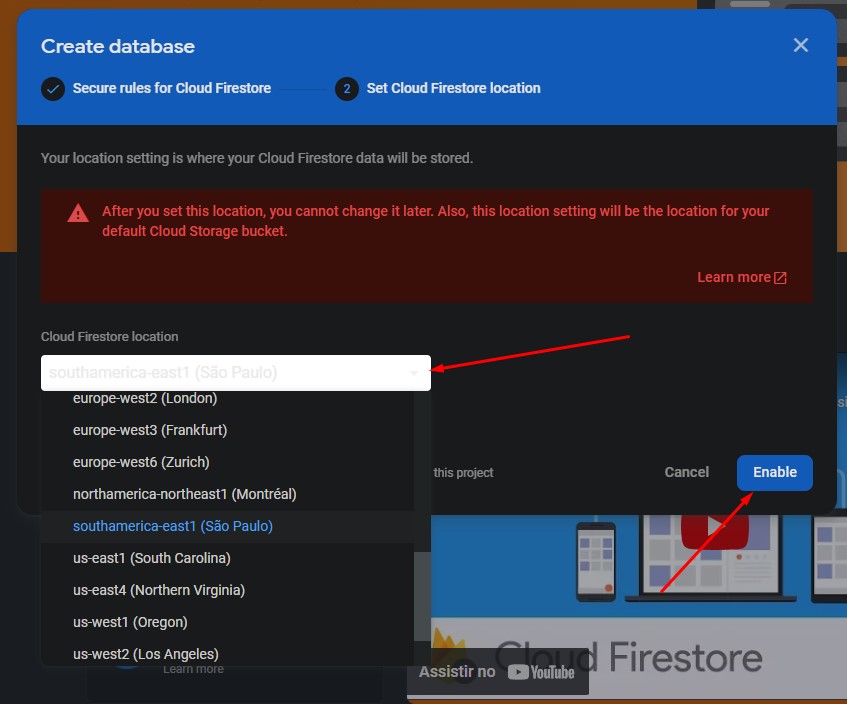 Create database
Secure rules for Cloud Firestore
2
Set Cloud Firestore location
Your location setting is where your Cloud Firestore data will be stored.
After you set this location, you cannot change it later. Also, this location setting will be the location for your
default Cloud Storage bucket.
Learn more
Cloud Firestore location
southamerica-east1 (São Paulo)
europe-west2 (London)
europe-west3 (Frankfurt)
europe-west6 (Zurich)
this project
Cancel
Enable
northamerica-northeast1 (Montréal)
southamerica-east1 (São Paulo)
us-east1 (South Carolina)
us-east4 (Northern Virginia)
us-west1 (Oregon)
us-west2 (Los Angeles)
Learn more
Cloud Firestore
Assistir no YouTube